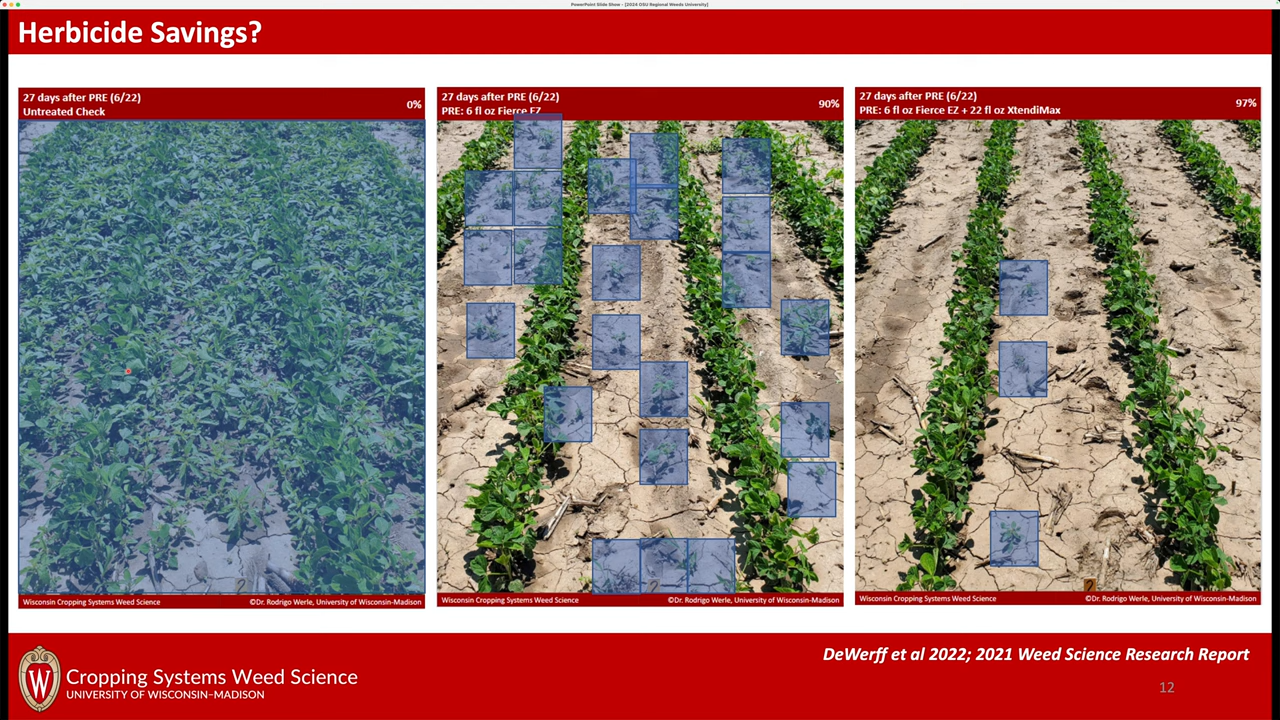 PowerPoint Slide Show - [2024 OSU Regional Weeds University]
Herbicide Savings?
27 days after PRE (6/22)
Untreated Check
0%
27 days after PRE (6/22)
PRE: 6 fl oz Fierce EZ
90%
27 days after PRE (6/22)
PRE: 6 fl oz Fierce EZ + 22 fl oz XtendiMax
97%
Wisconsin Cropping Systems Weed Science
©Dr. Rodrigo Werle, University of Wisconsin-Madison
Wisconsin Cropping Systems Weed Science
©Dr. Rodrigo Werle, University of Wisconsin-Madison
Wisconsin Cropping Systems Weed Science
©Dr. Rodrigo Werle, University of Wisconsin-Madison
DeWerff et al 2022; 2021 Weed Science Research Report
W
Cropping Systems Weed Science
UNIVERSITY OF WISCONSIN–MADISON
12